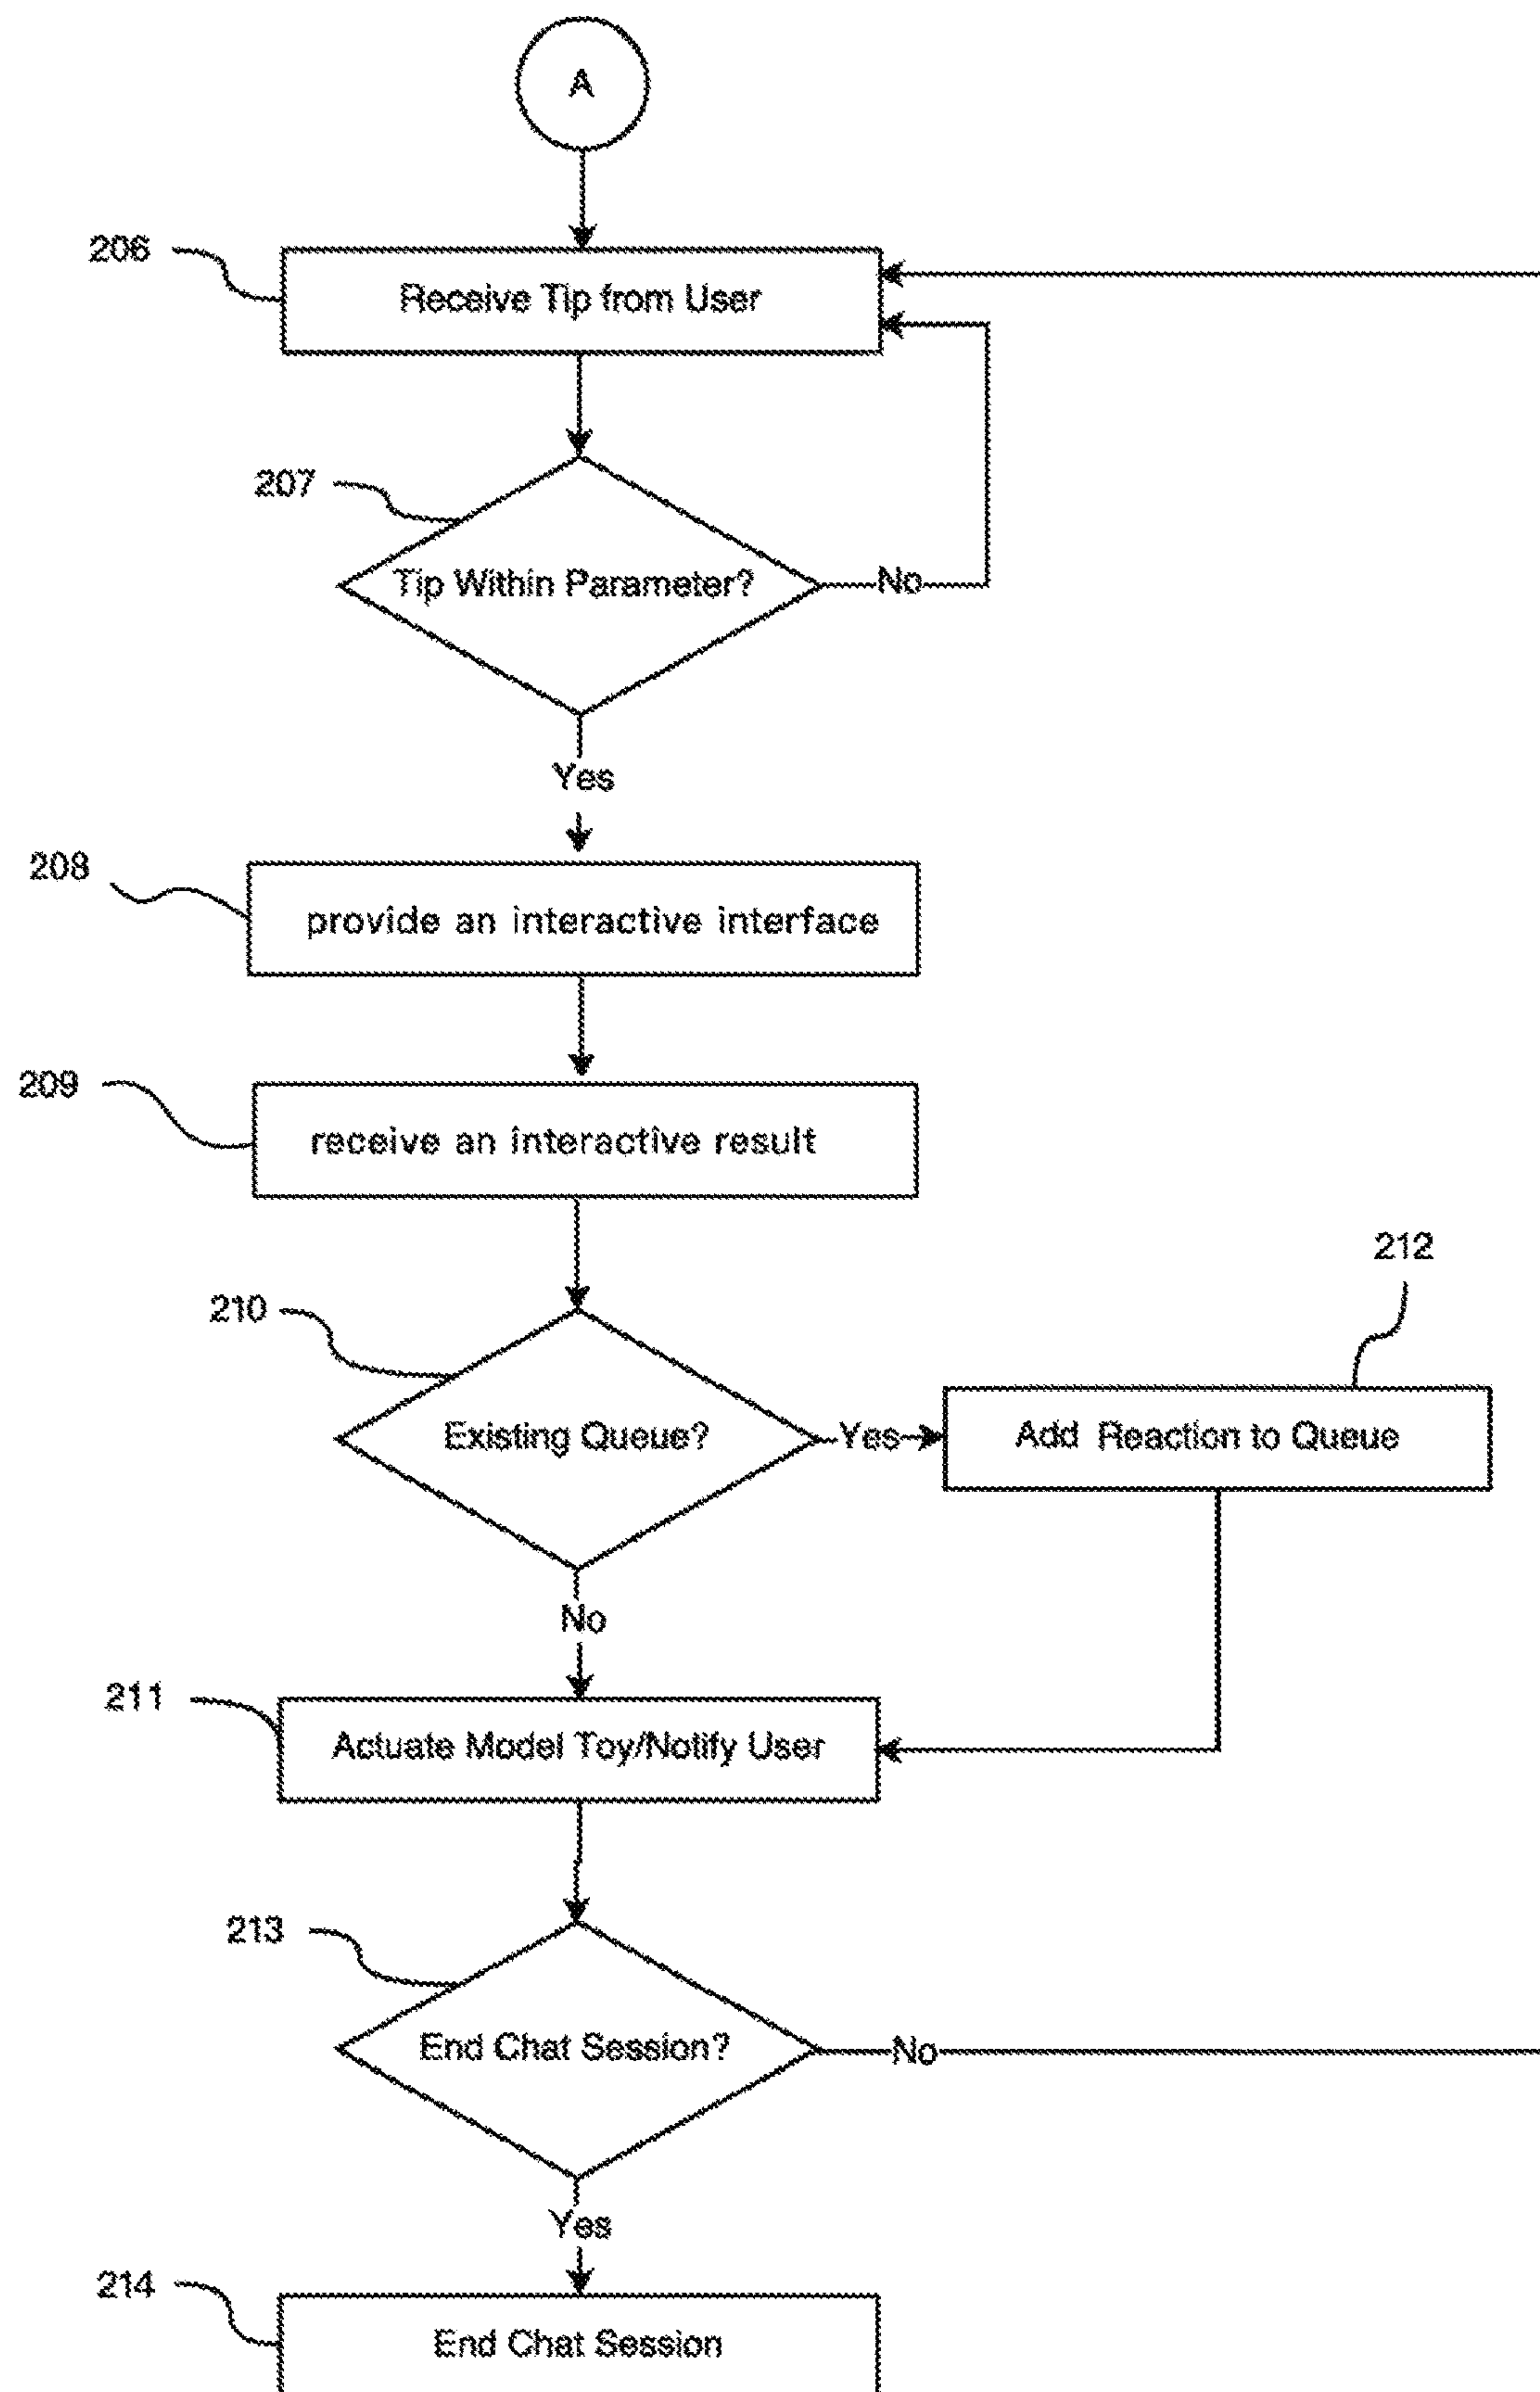 A
206
Receive Tip from User
207
Tip Within Parameter?
No
Yes
208
provide an interactive interface
209
receive an interactive result
212
210
Existing Queue?
Yes
Add Reaction to Queue
No
211
Actuate Model Toy/Notify User
213
End Chat Session?
No
Yes
214
End Chat Session